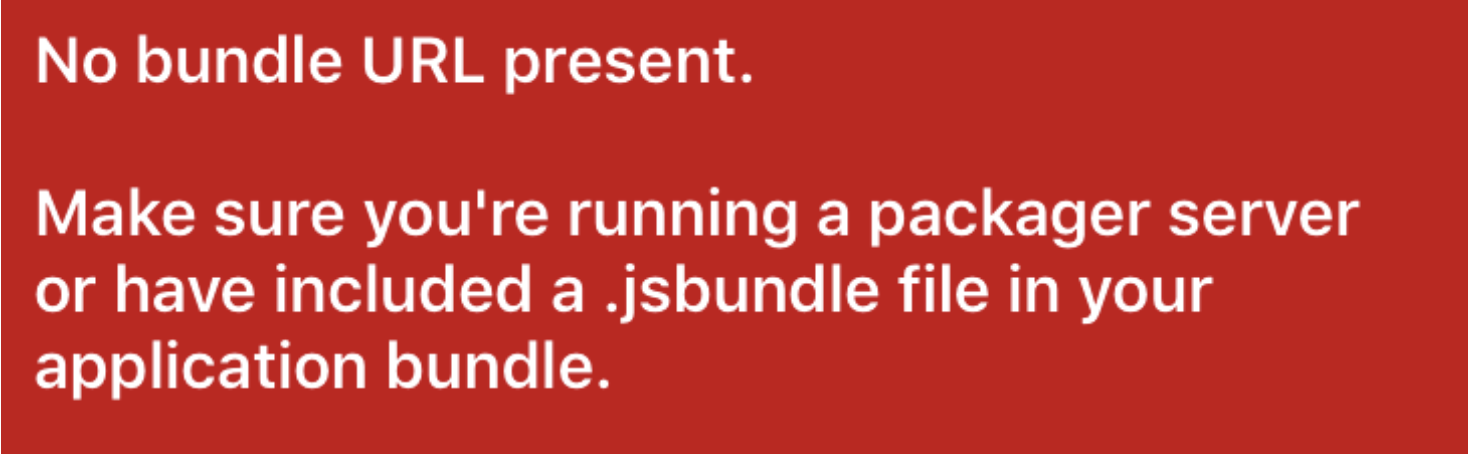 No bundle URL present.
Make sure you're running a packager server
or have included a .jsbundle file in your
application bundle.